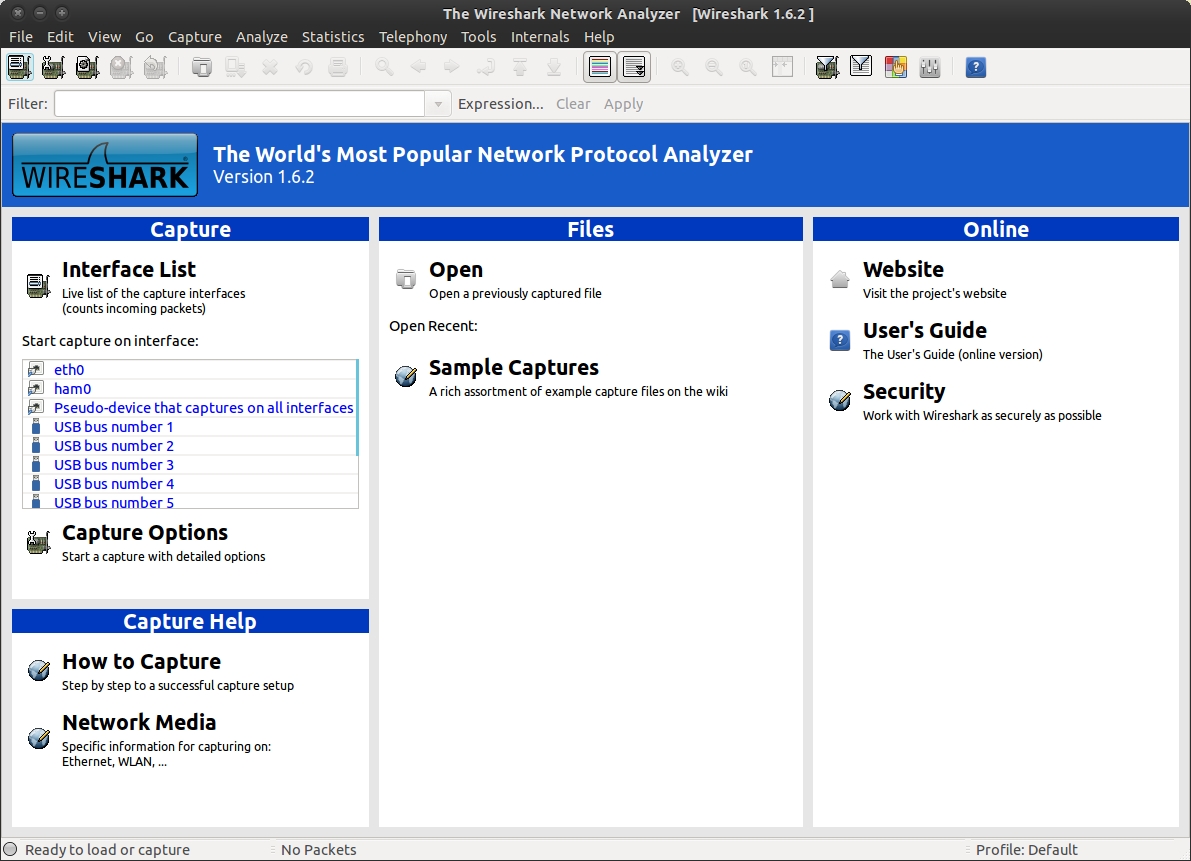 The Wireshark Network Analyzer [Wireshark 1.6.2 ]
File Edit View Go Capture Analyze Statistics Telephony Tools Internals Help
Filter: Expression... Clear Apply
WIRESHARK
The World's Most Popular Network Protocol Analyzer
Version 1.6.2
Capture
Interface List
Live list of the capture interfaces
(counts incoming packets)
Start capture on interface:
eth0
ham0
Pseudo-device that captures on all interfaces
USB bus number 1
USB bus number 2
USB bus number 3
USB bus number 4
USB bus number 5
Capture Options
Start a capture with detailed options
Capture Help
How to Capture
Step by step to a successful capture setup
Network Media
Specific information for capturing on:
Ethernet, WLAN, ...
Files
Open
Open a previously captured file
Open Recent:
Sample Captures
A rich assortment of example capture files on the wiki
Online
Website
Visit the project's website
User's Guide
The User's Guide (online version)
Security
Work with Wireshark as securely as possible
Ready to load or capture
No Packets
Profile: Default